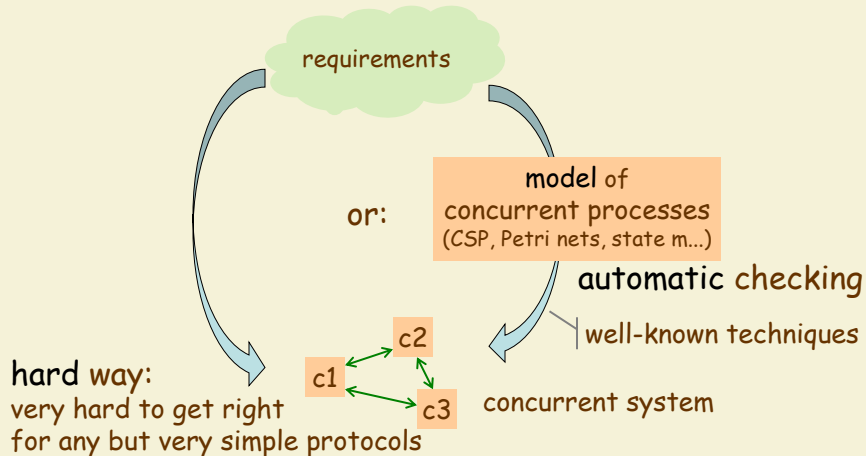 requirements
or:
model of
concurrent processes
(CSP, Petri nets, state m...)
automatic checking
well-known techniques
c2
c1
c3
concurrent system
hard way:
very hard to get right
for any but very simple protocols